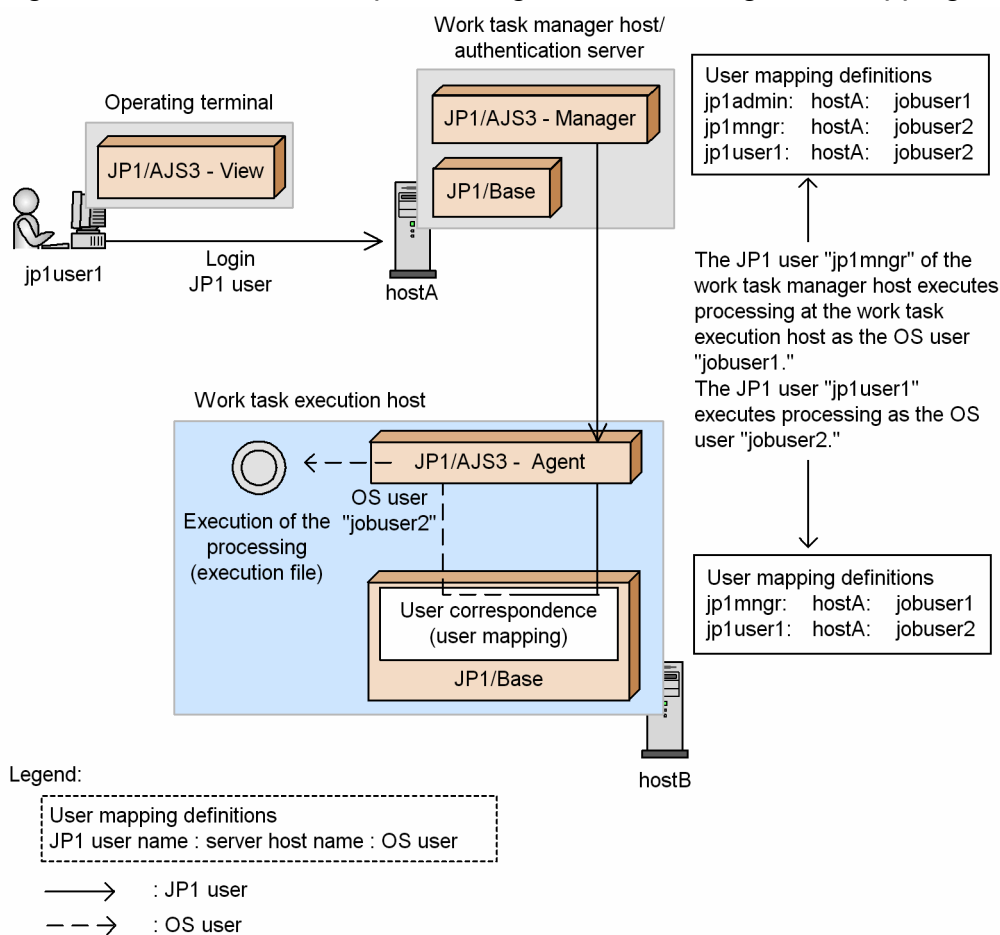 Work task manager host/
authentication server
Operating terminal
JP1/AJS3 - View
JP1/AJS3 - Manager
JP1/Base
User mapping definitions
jp1admin: hostA: jobuser1
jp1mngr: hostA: jobuser2
jp1user1: hostA: jobuser2
jp1user1
Login
JP1 user
hostA
The JP1 user "jp1mngr" of the
work task manager host executes
processing at the work task
execution host as the OS user
"jobuser1."
The JP1 user "jp1user1"
executes processing as the OS
user "jobuser2."
Work task execution host
JP1/AJS3 - Agent
OS user
"jobuser2"
Execution of the
processing
(execution file)
User correspondence
(user mapping)
JP1/Base
User mapping definitions
jp1mngr: hostA: jobuser1
jp1user1: hostA: jobuser2
hostB
Legend:
User mapping definitions
JP1 user name : server host name : OS user
: JP1 user
: OS user